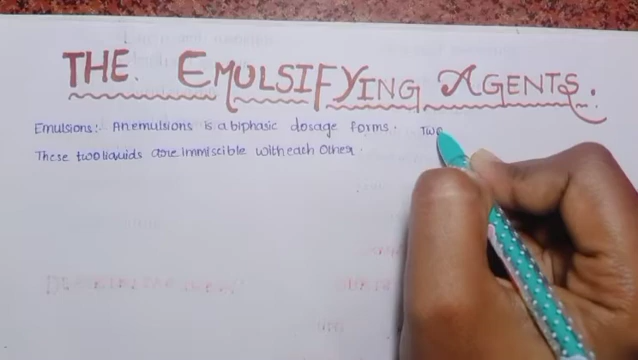 THE. EMULSIFYING AGENTS.
Emulsions:- An emulsions is a biphasic dosage forms. Two
These two liquids are immiscible with each other.